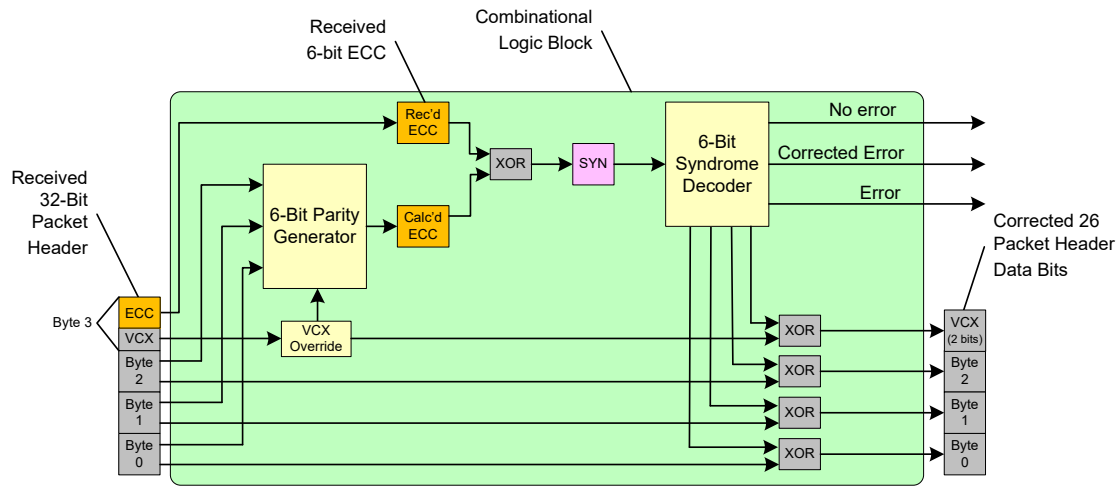 Received
6-bit ECC
Combinational
Logic Block
Rec'd
ECC
XOR
SYN
6-Bit
Syndrome
Decoder
No error
Corrected Error
Error
Received
32-Bit
Packet
Header
6-Bit Parity
Generator
Calc'd
ECC
Corrected 26
Packet Header
Data Bits
Byte 3
ECC
VCX
Byte
2
Byte
1
Byte
0
VCX
Override
XOR
XOR
XOR
XOR
VCX
(2 bits)
Byte
2
Byte
1
Byte
0